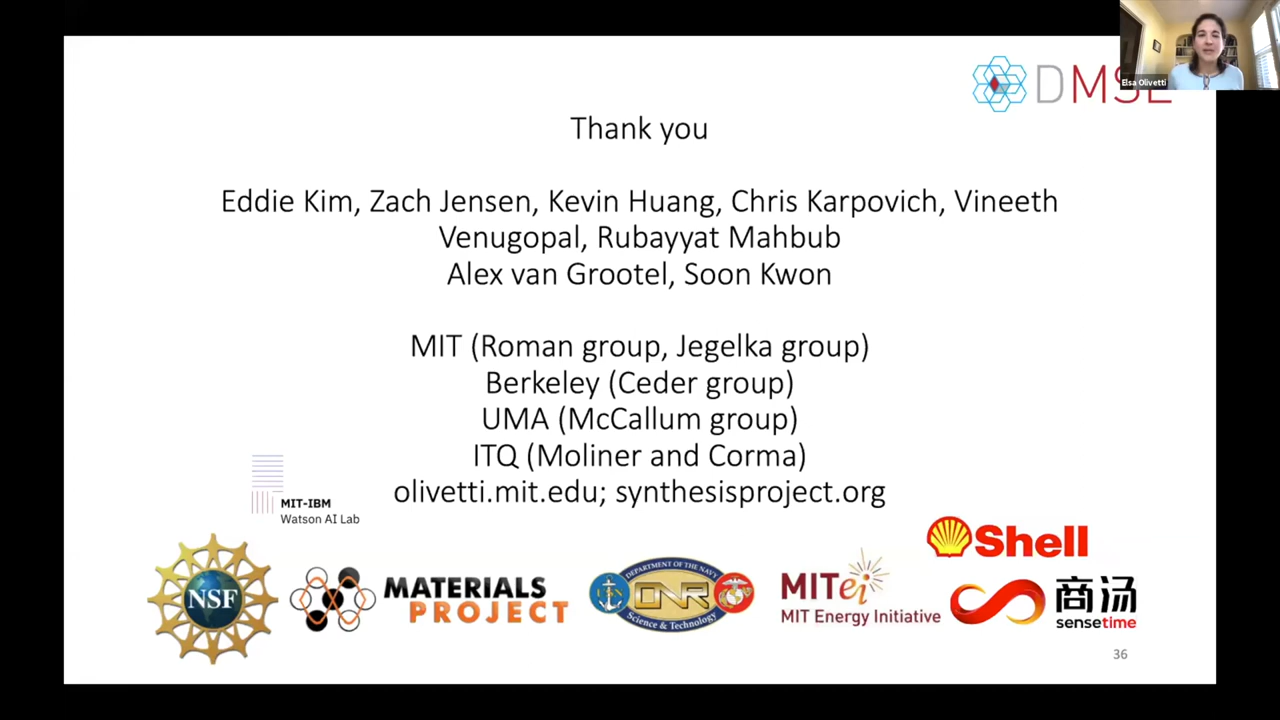 Elsa Olivetti
DMSE
Thank you
Eddie Kim, Zach Jensen, Kevin Huang, Chris Karpovich, Vineeth
Venugopal, Rubayyat Mahbub
Alex van Grootel, Soon Kwon
MIT (Roman group, Jegelka group)
Berkeley (Ceder group)
UMA (McCallum group)
ITQ (Moliner and Corma)
olivetti.mit.edu; synthesisproject.org
MIT-IBM
Watson AI Lab
NSF
MATERIALS
PROJECT
DEPARTMENT OF THE NAVY
ONR
Science & Technology
MITei
MIT Energy Initiative
Shell
商汤
sensetime
36